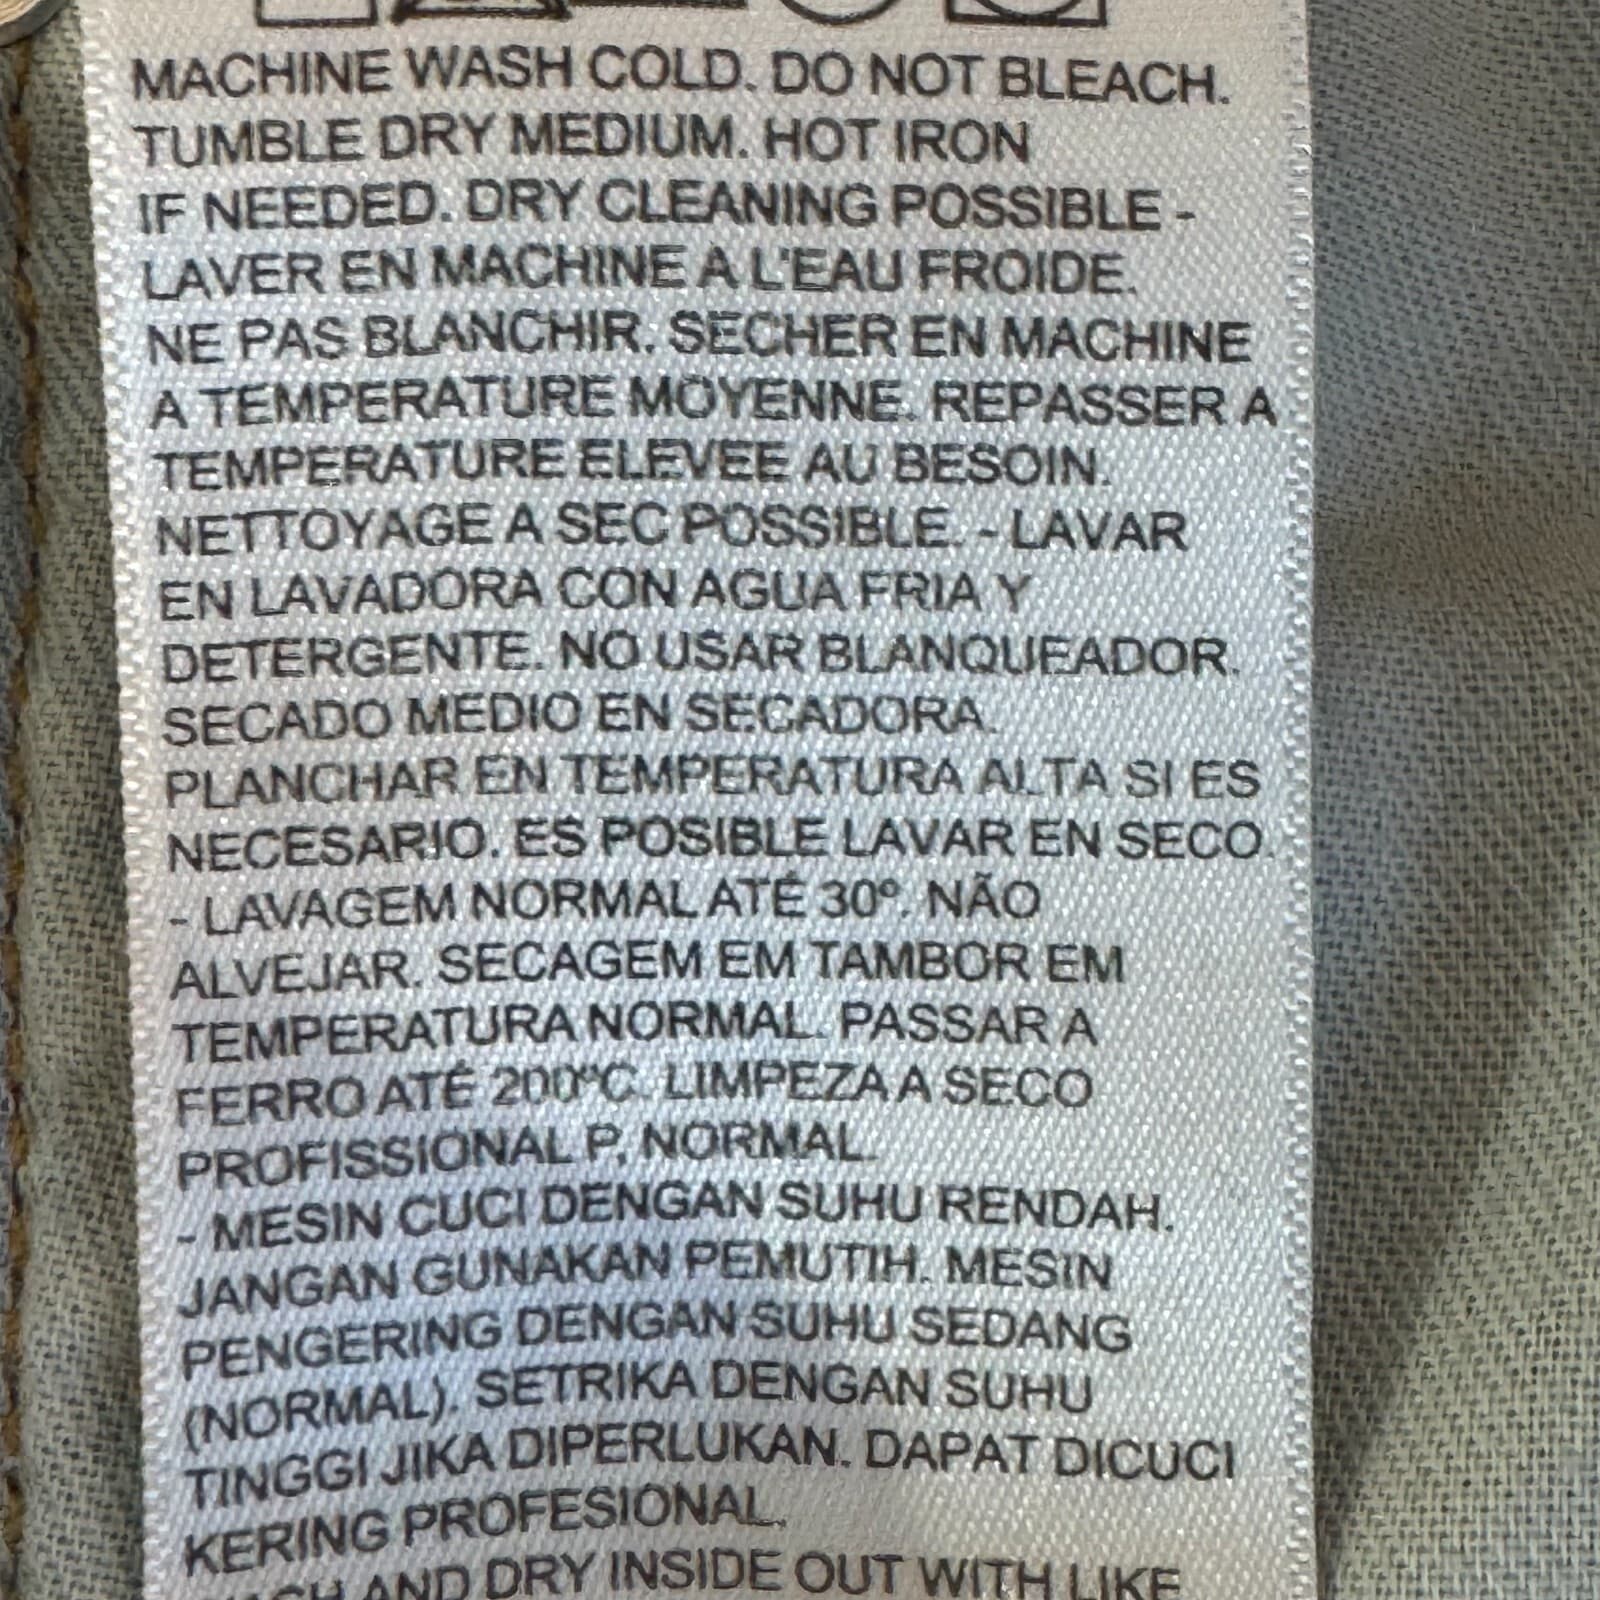 MACHINE WASH COLD. DO NOT BLEACH.
TUMBLE DRY MEDIUM. HOT IRON
IF NEEDED. DRY CLEANING POSSIBLE -
LAVER EN MACHINE A L'EAU FROIDE.
NE PAS BLANCHIR. SECHER EN MACHINE
A TEMPERATURE MOYENNE. REPASSER A
TEMPERATURE ELEVEE AU BESOIN.
NETTOYAGE A SEC POSSIBLE. - LAVAR
EN LAVADORA CON AGUA FRIA Y
DETERGENTE. NO USAR BLANQUEADOR.
SECADO MEDIO EN SECADORA.
PLANCHAR EN TEMPERATURA ALTA SI ES
NECESARIO. ES POSIBLE LAVAR EN SECO.
- LAVAGEM NORMAL ATÉ 30º. NÃO
ALVEJAR. SECAGEM EM TAMBOR EM
TEMPERATURA NORMAL. PASSAR A
FERRO ATÉ 200ºC. LIMPEZA A SECO
PROFISSIONAL P, NORMAL.
- MESIN CUCI DENGAN SUHU RENDAH.
JANGAN GUNAKAN PEMUTIH. MESIN
PENGERING DENGAN SUHU SEDANG
(NORMAL). SETRIKA DENGAN SUHU
TINGGI JIKA DIPERLUKAN. DAPAT DICUCI
KERING PROFESIONAL.
AND DRY INSIDE OUT WITH LIKE